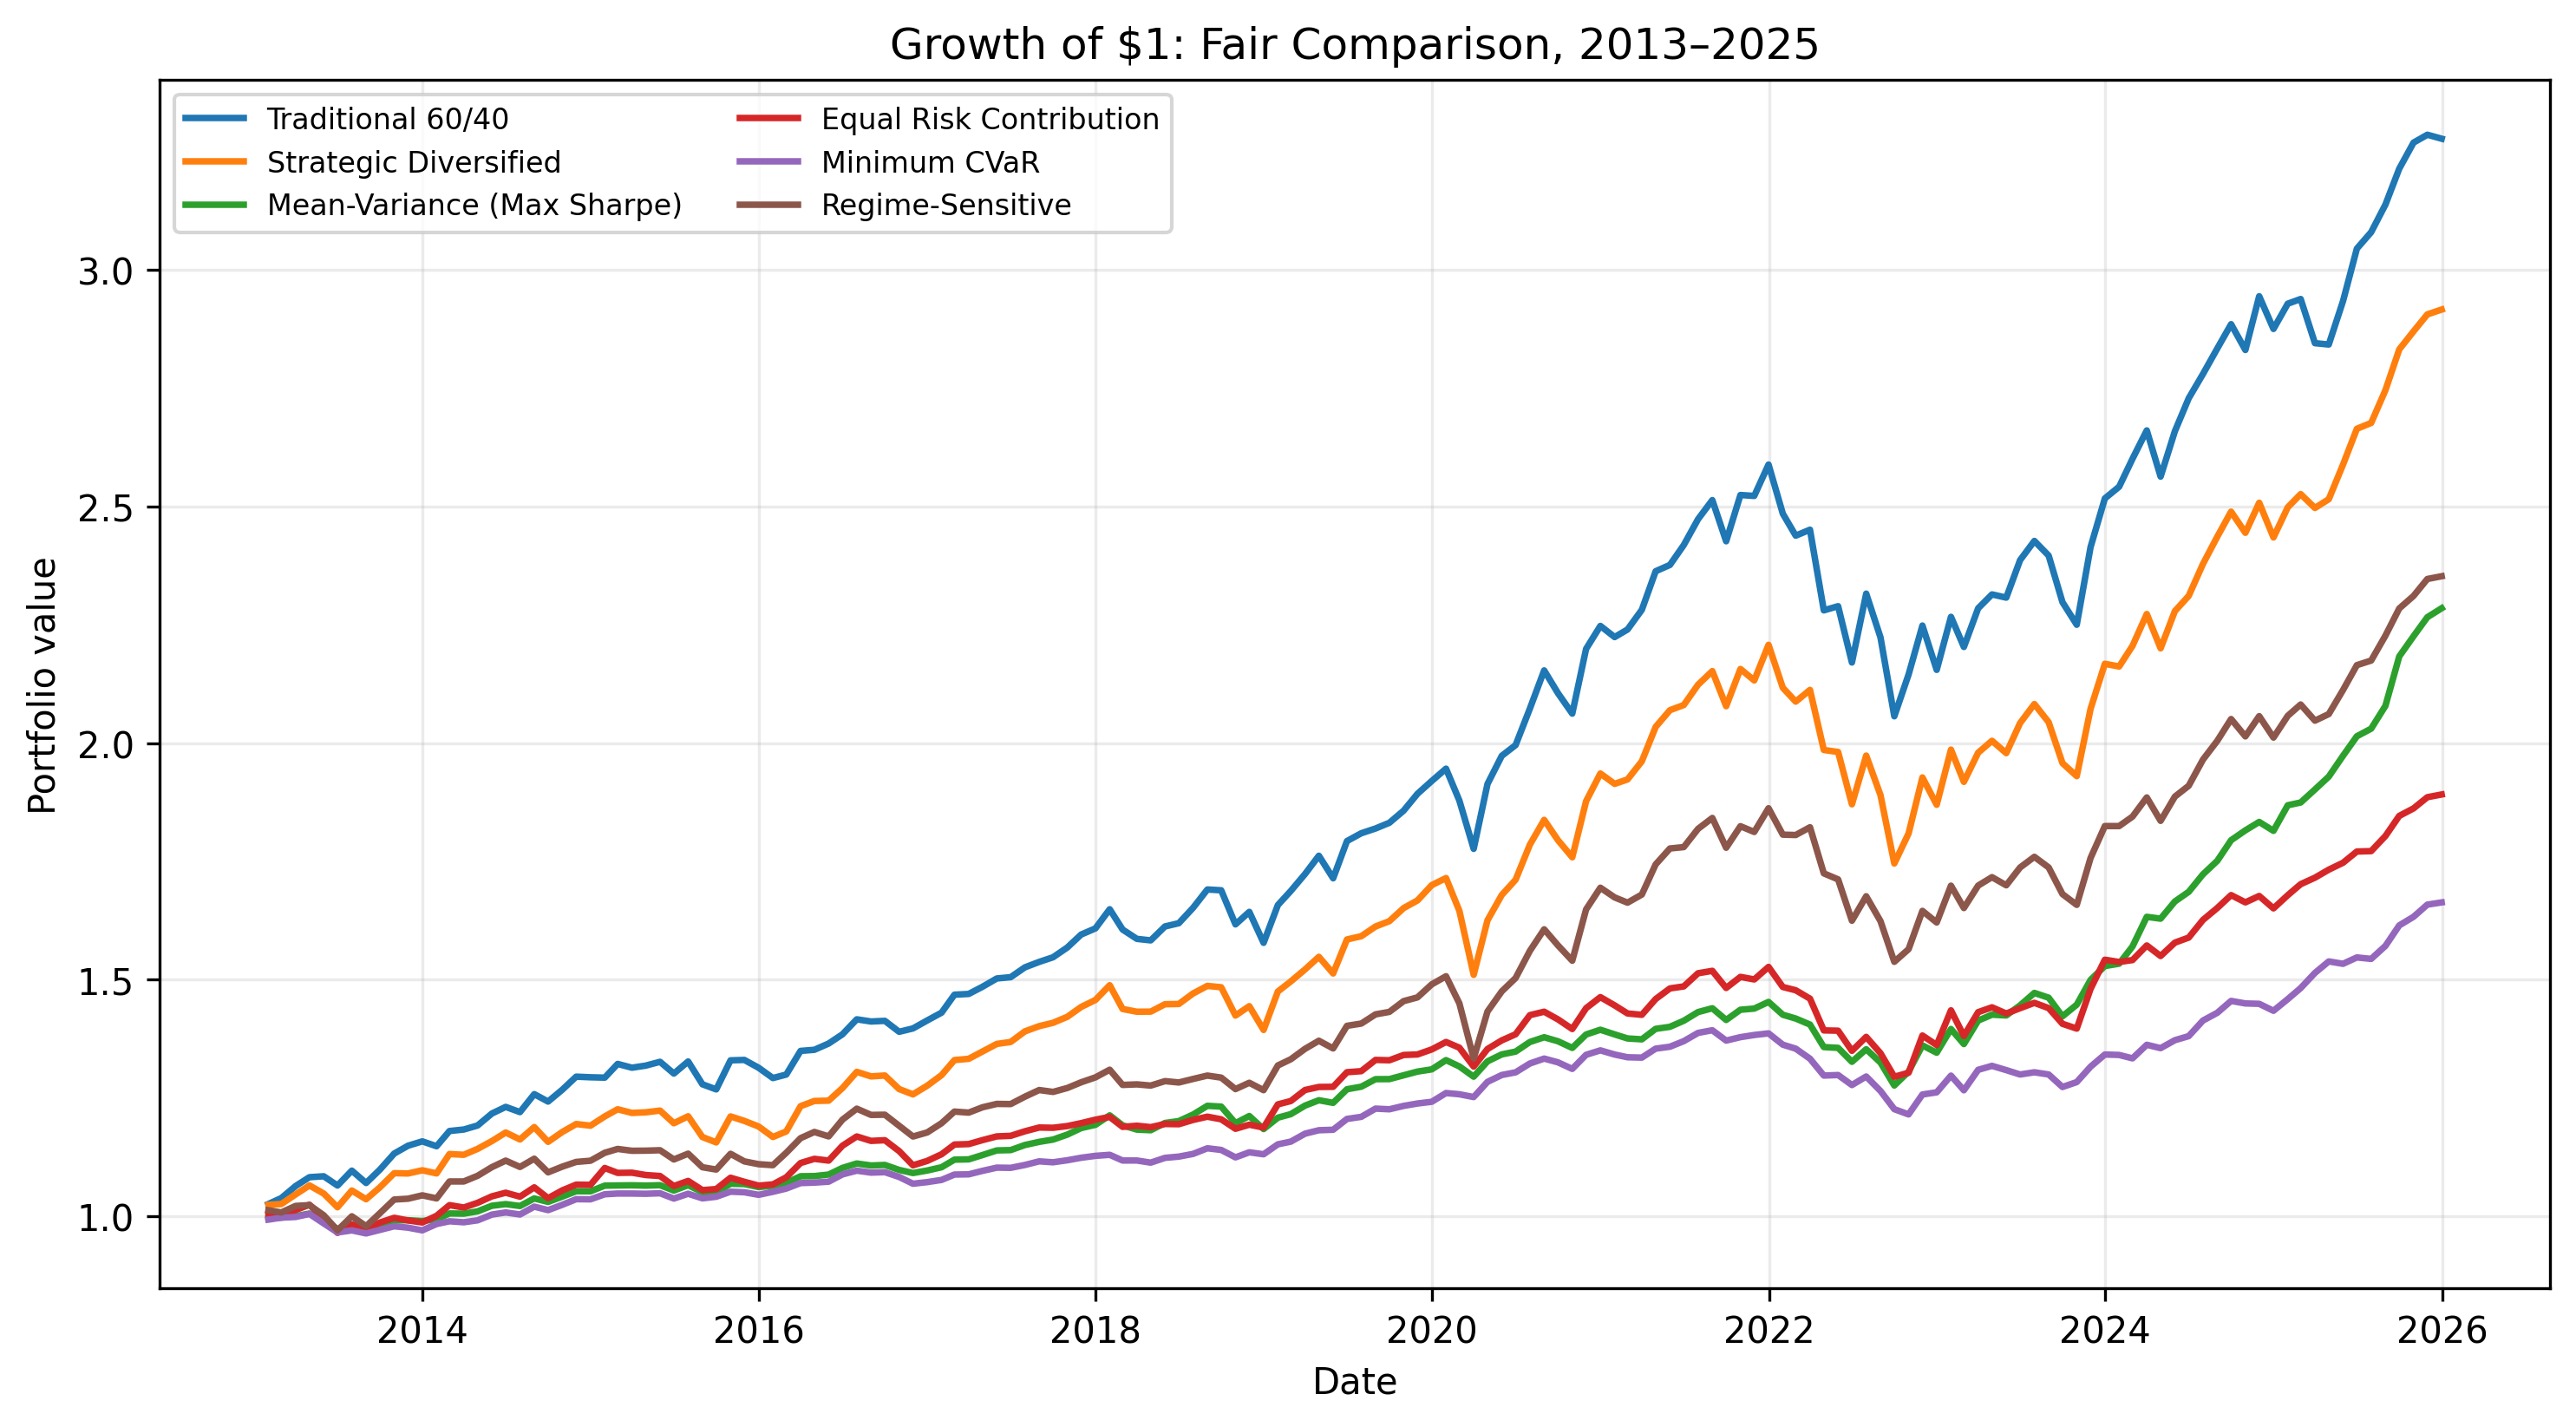 Growth of $1: Fair Comparison, 2013–2025
Traditional 60/40
Strategic Diversified
Mean-Variance (Max Sharpe)
Equal Risk Contribution
Minimum CVaR
Regime-Sensitive
Portfolio value
3.0
2.5
2.0
1.5
1.0
2014 2016 2018 2020 2022 2024 2026
Date